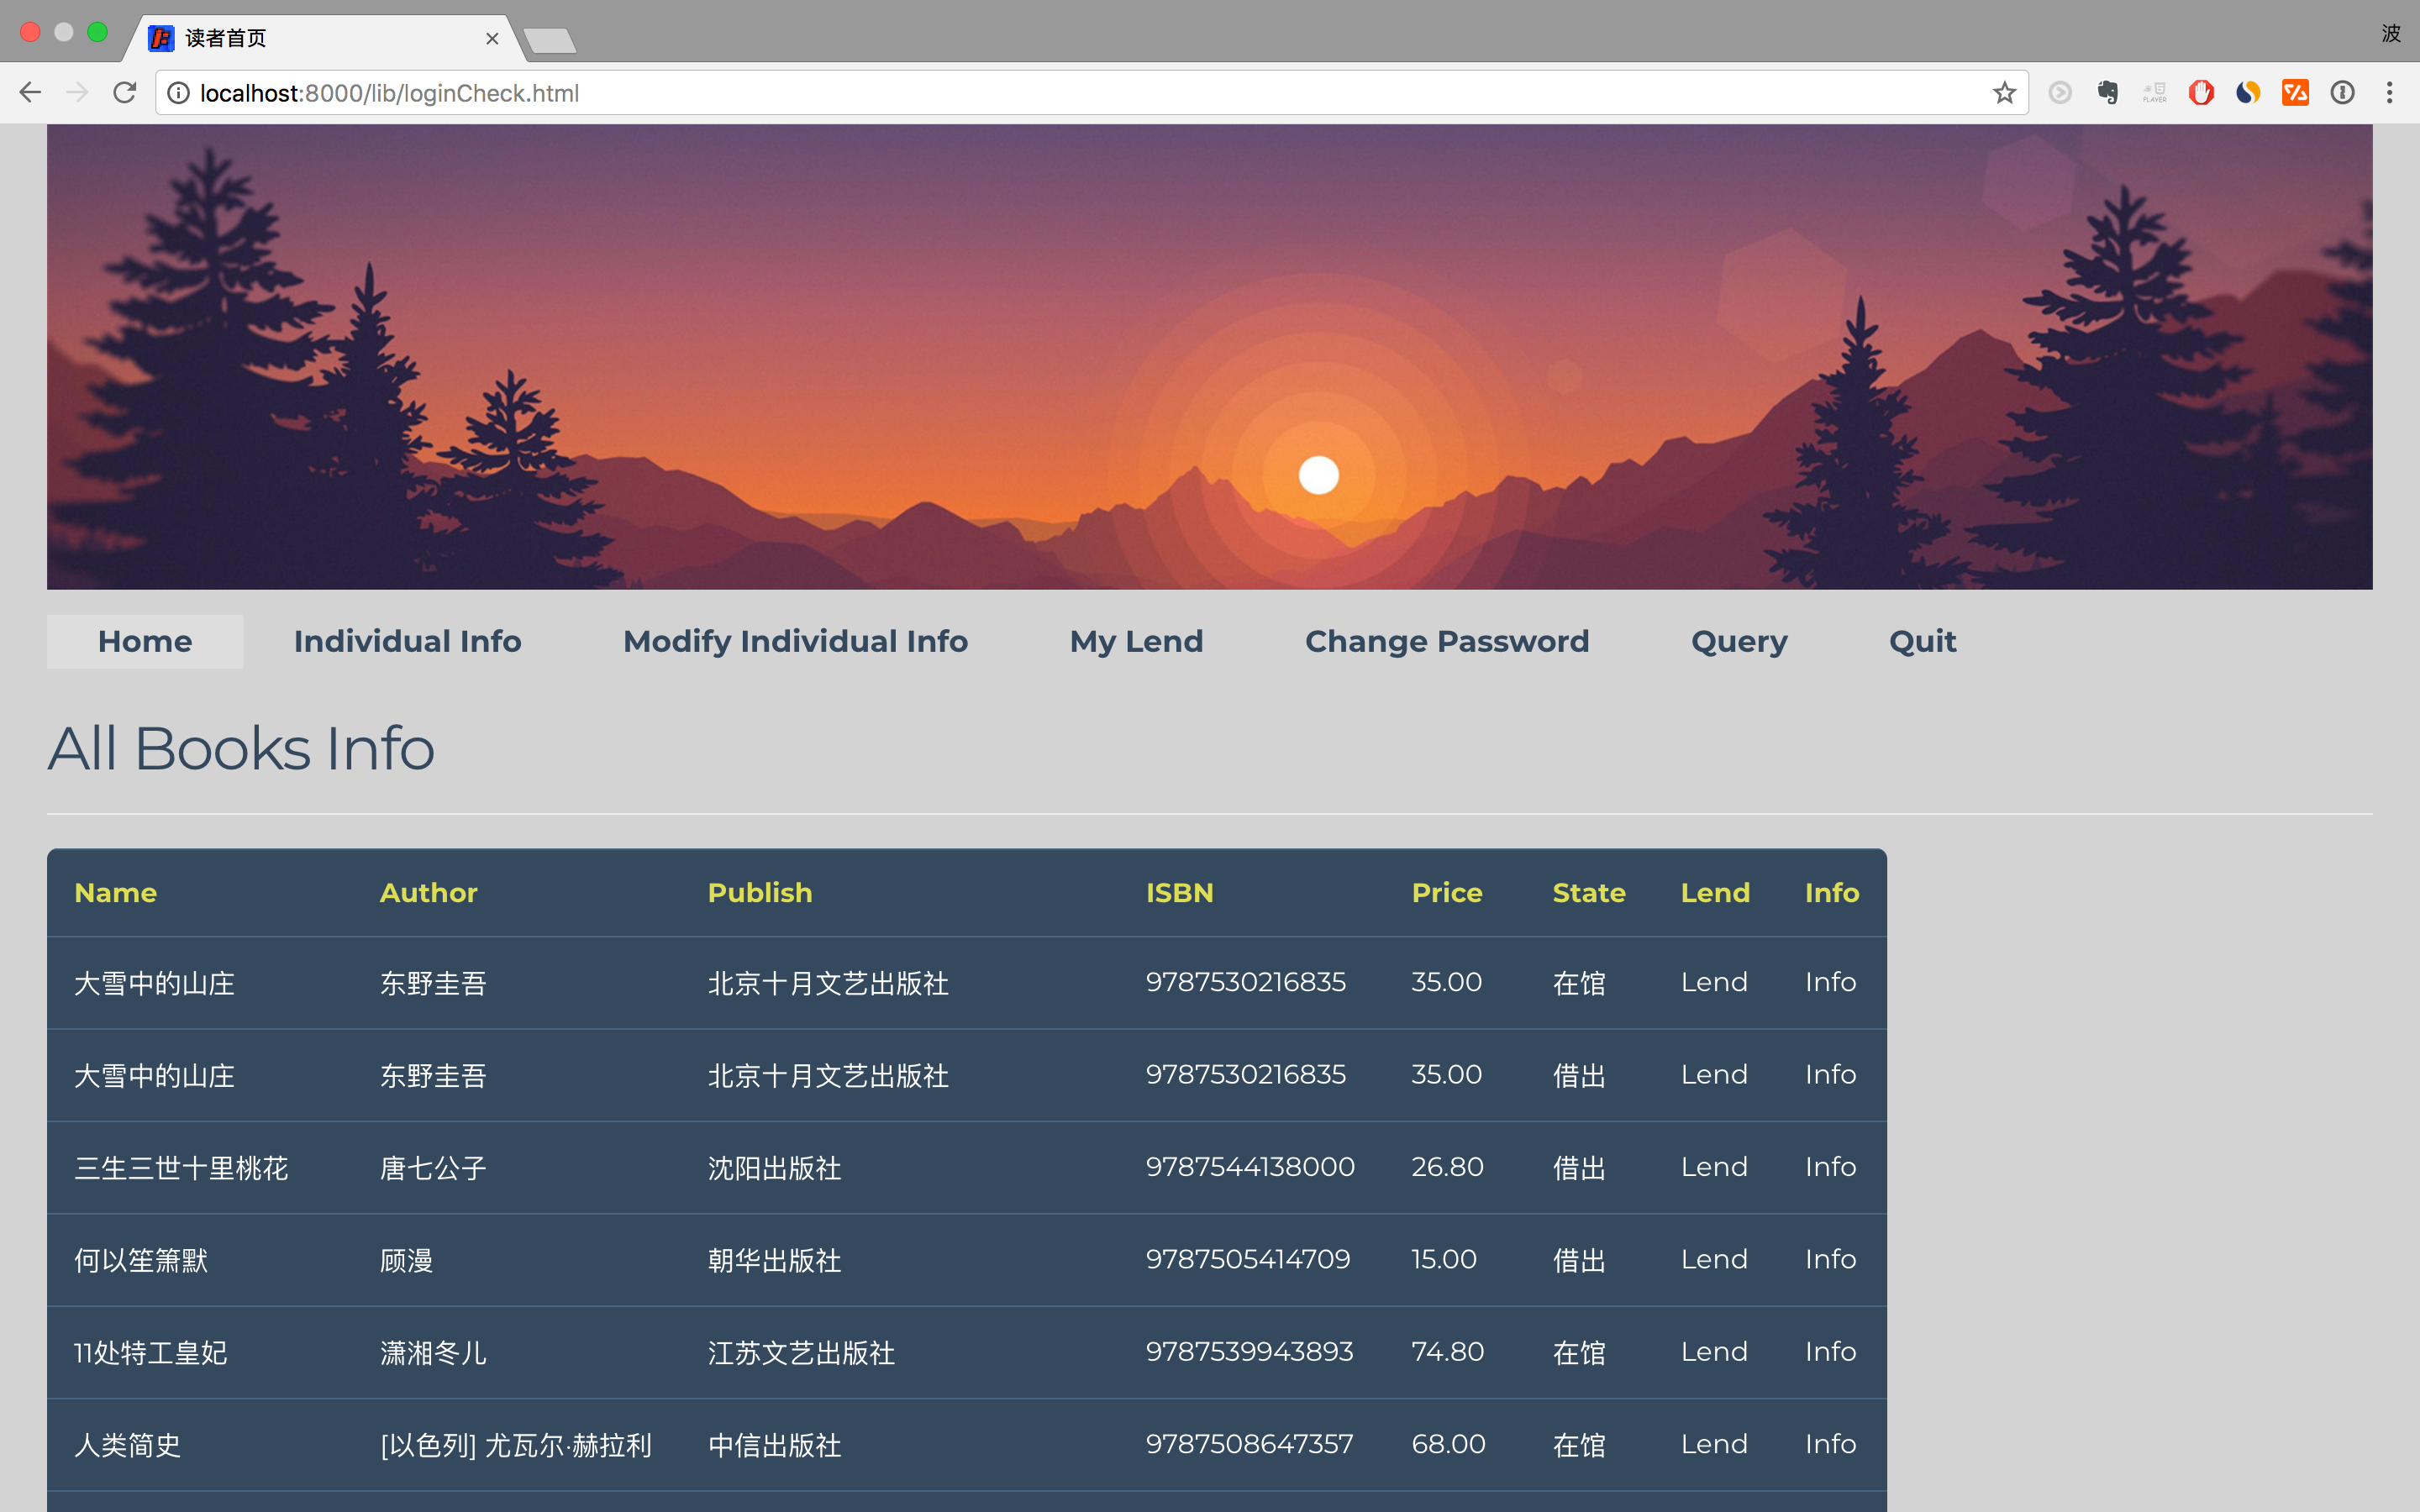 读者首页
波
localhost:8000/lib/loginCheck.html
PLAYER
Home Individual Info Modify Individual Info My Lend Change Password Query Quit
All Books Info
Name Author Publish ISBN Price State Lend Info
大雪中的山庄 东野圭吾 北京十月文艺出版社 9787530216835 35.00 在馆 Lend Info
大雪中的山庄 东野圭吾 北京十月文艺出版社 9787530216835 35.00 借出 Lend Info
三生三世十里桃花 唐七公子 沈阳出版社 9787544138000 26.80 借出 Lend Info
何以笙箫默 顾漫 朝华出版社 9787505414709 15.00 借出 Lend Info
11处特工皇妃 潇湘冬儿 江苏文艺出版社 9787539943893 74.80 在馆 Lend Info
人类简史 [以色列] 尤瓦尔·赫拉利 中信出版社 9787508647357 68.00 在馆 Lend Info